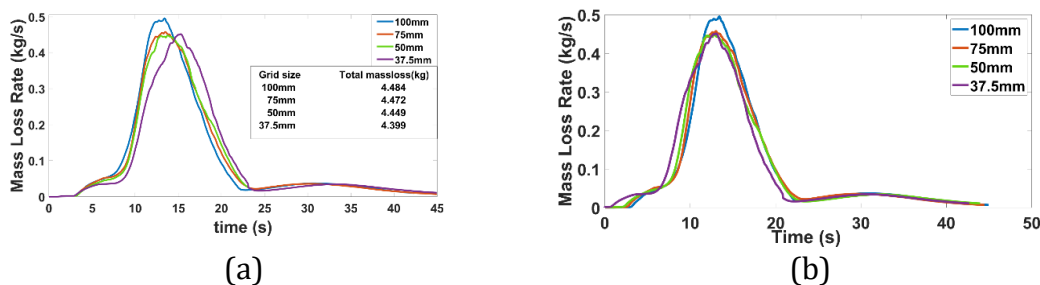 0.5
0.4
0.3
0.2
0.1
0
Mass Loss Rate (kg/s)
100mm
75mm
50mm
37.5mm
Grid size Total massloss(kg)
100mm 4.484
75mm 4.472
50mm 4.449
37.5mm 4.399
0 5 10 15 20 25 30 35 40 45
time (s)
(a)
0.5
0.4
0.3
0.2
0.1
0
Mass Loss Rate (kg/s)
100mm
75mm
50mm
37.5mm
0 10 20 30 40 50
Time (s)
(b)